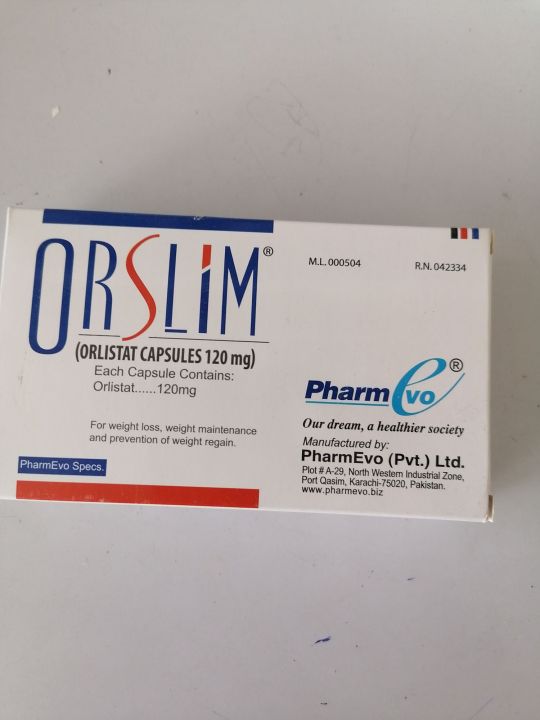 ORSLIM®
(ORLISTAT CAPSULES 120 mg)
Each Capsule Contains:
Orlistat......120mg
For weight loss, weight maintenance
and prevention of weight regain.
PharmEvo Specs.
M.L. 000504
R.N. 042334
PharmEvo®
Our dream, a healthier society
Manufactured by:
PharmEvo (Pvt.) Ltd.
Plot # A-29, North Western Industrial Zone,
Port Qasim, Karachi-75020, Pakistan.
www.pharmevo.biz